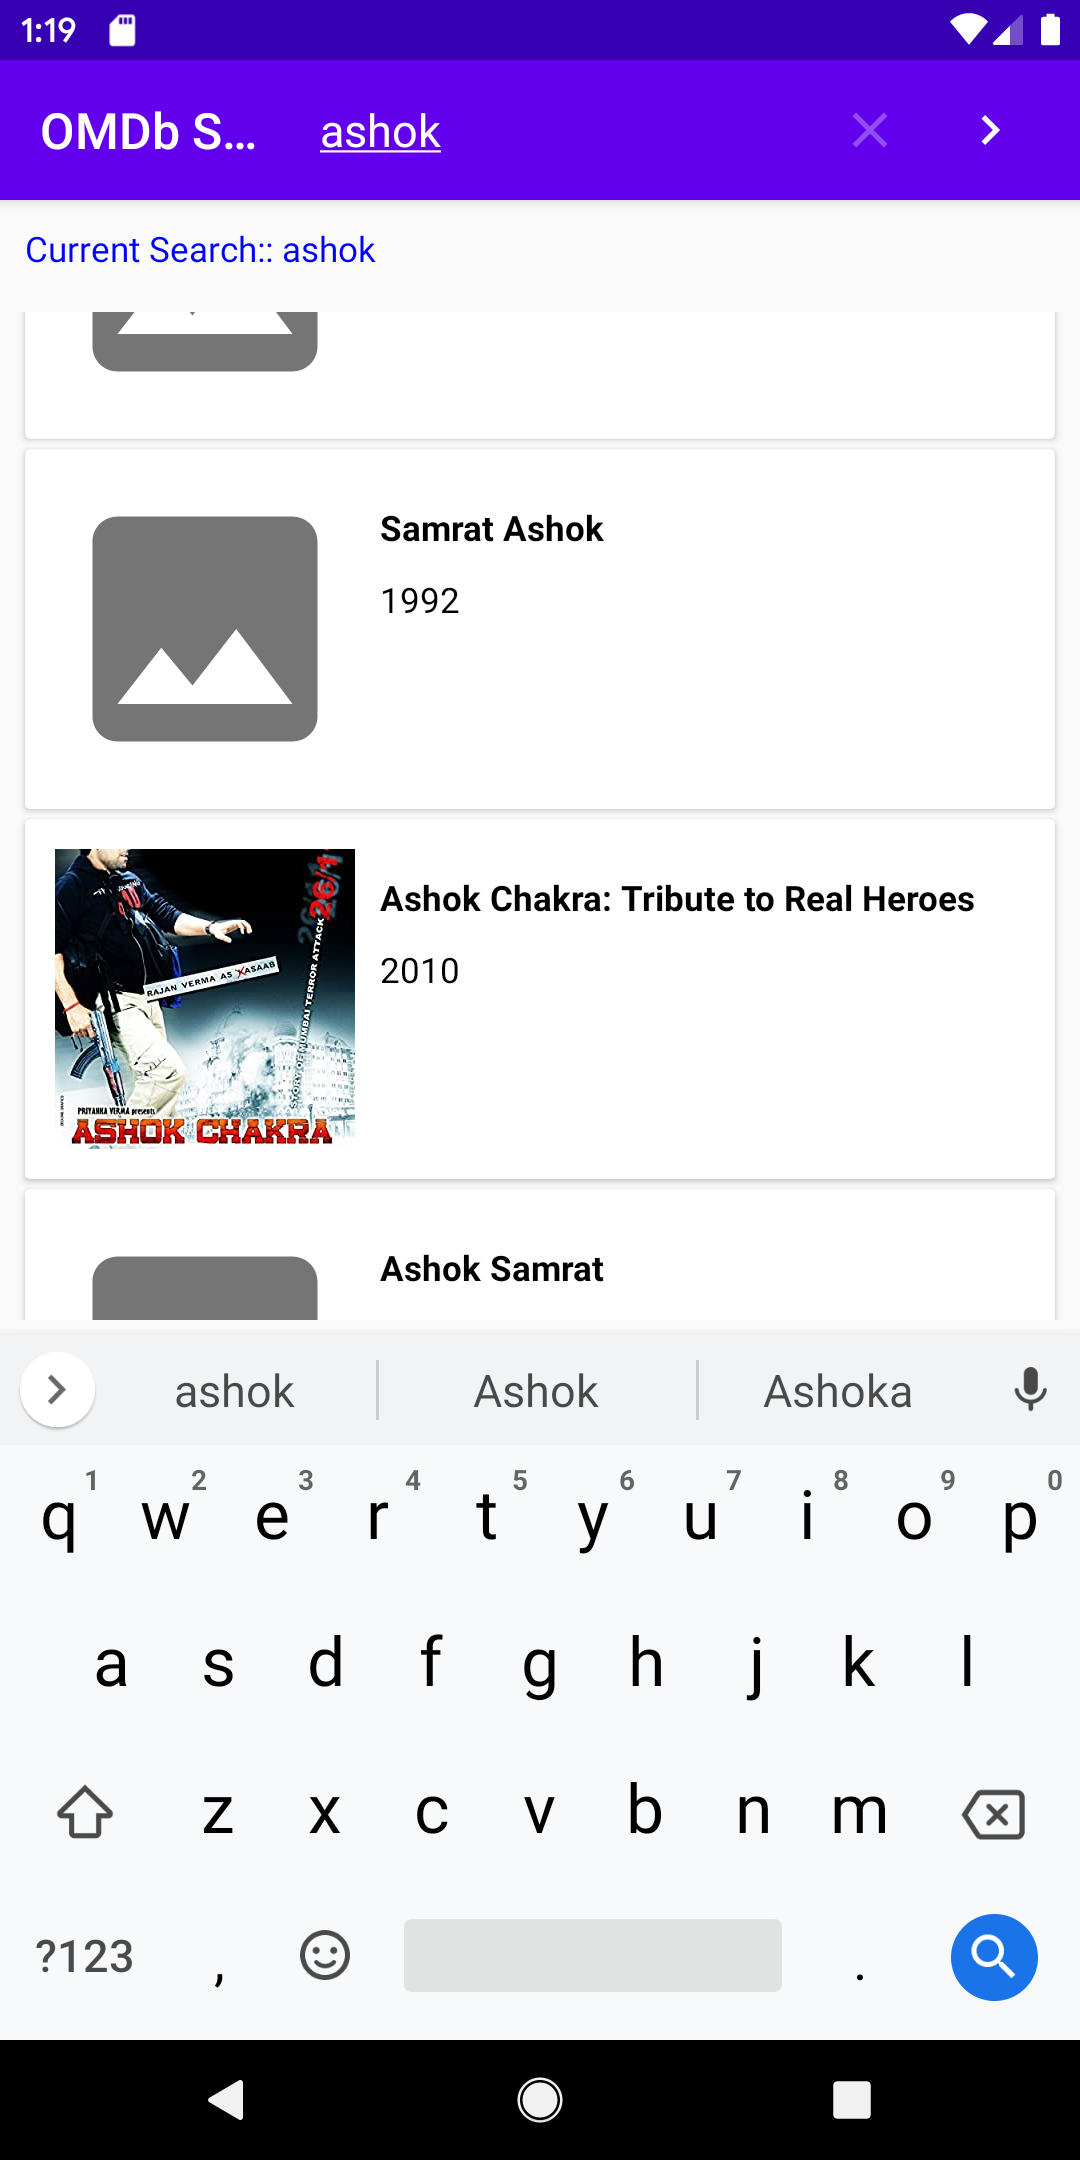 1:19
OMDb S...
ashok
Current Search:: ashok
Samrat Ashok
1992
26/11
RAJAN VERMA AS KASAAB
STORY OF MUMBAI TERROR ATTACK
PRIYANKA VERMA presents
ASHOK CHAKRA
Ashok Chakra: Tribute to Real Heroes
2010
Ashok Samrat
ashok Ashok Ashoka
1 2 3 4 5 6 7 8 9 0
q w e r t y u i o p
a s d f g h j k l
z x c v b n m
?123 , .